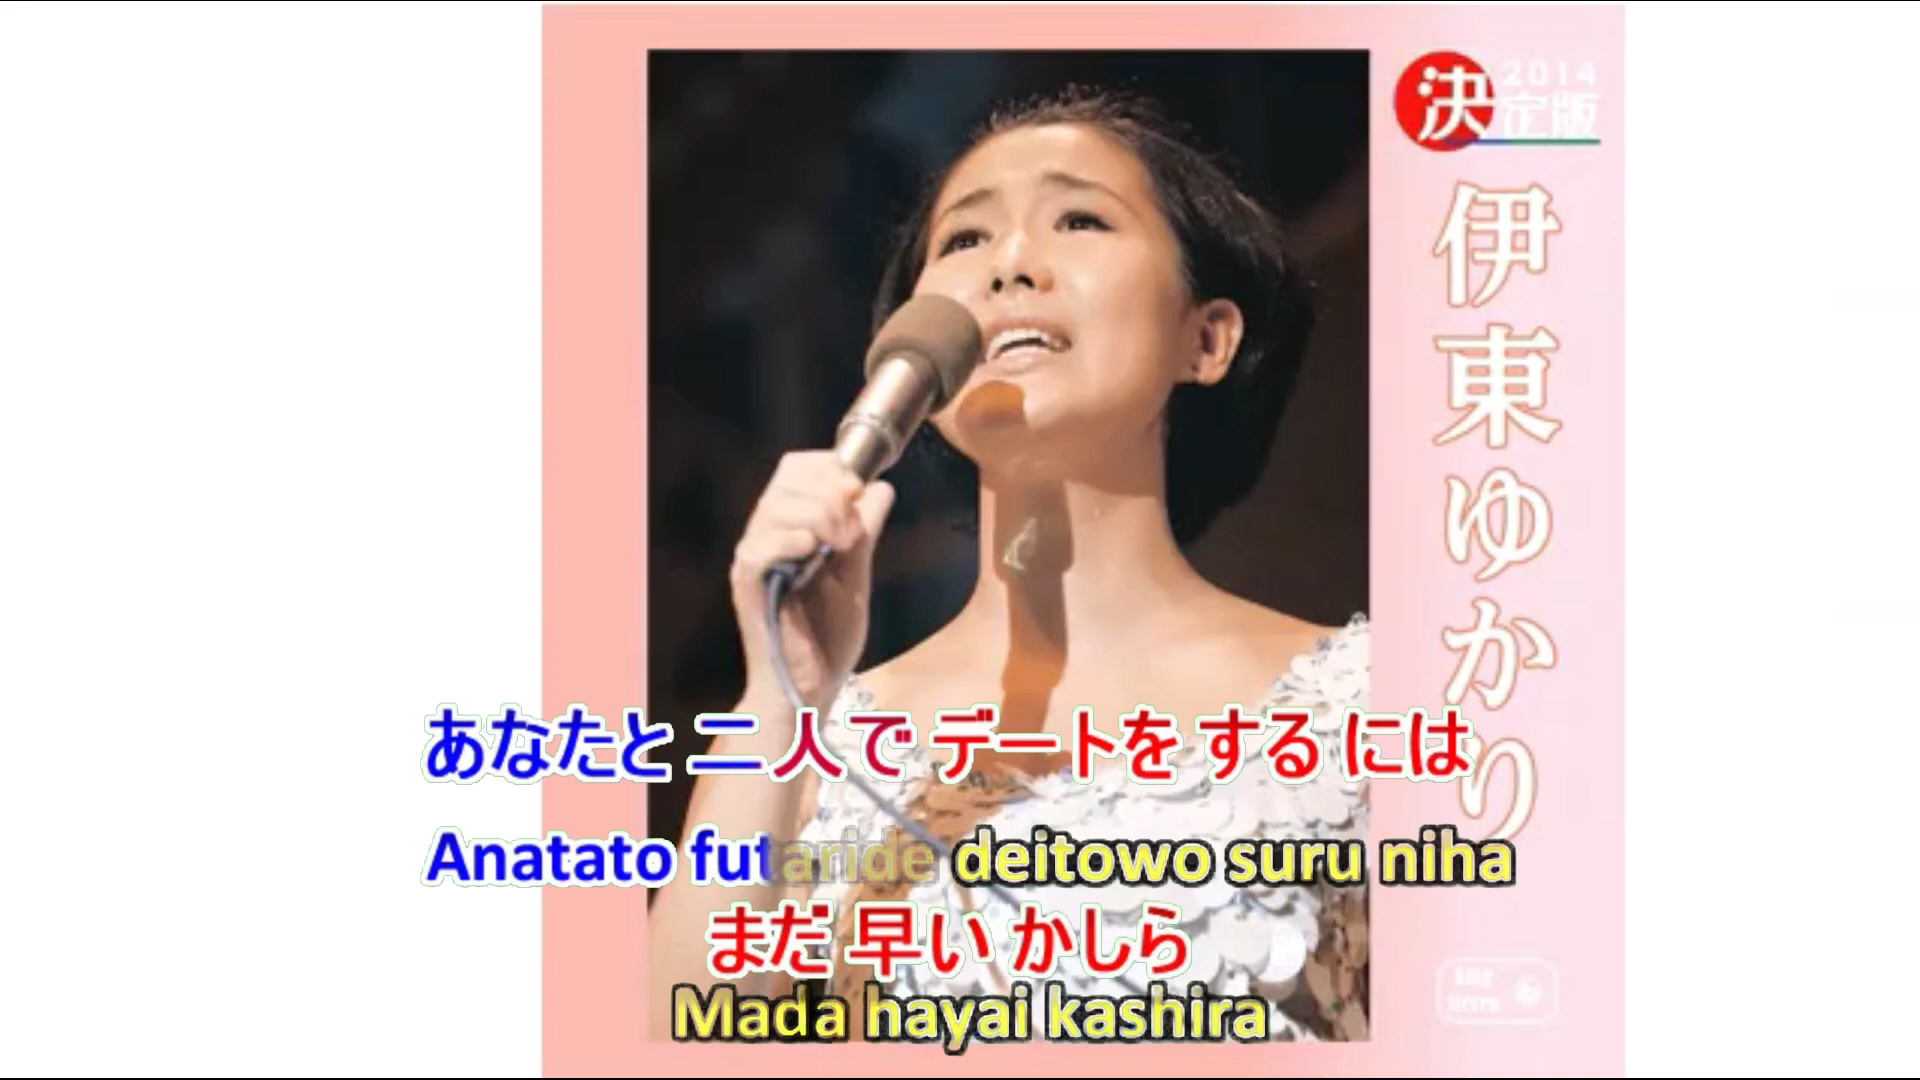 決定版 2014
伊東ゆかり
あなたと 二人で デートを する には
Anatato futaride deitowo suru niha
まだ 早い かしら
Mada hayai kashira